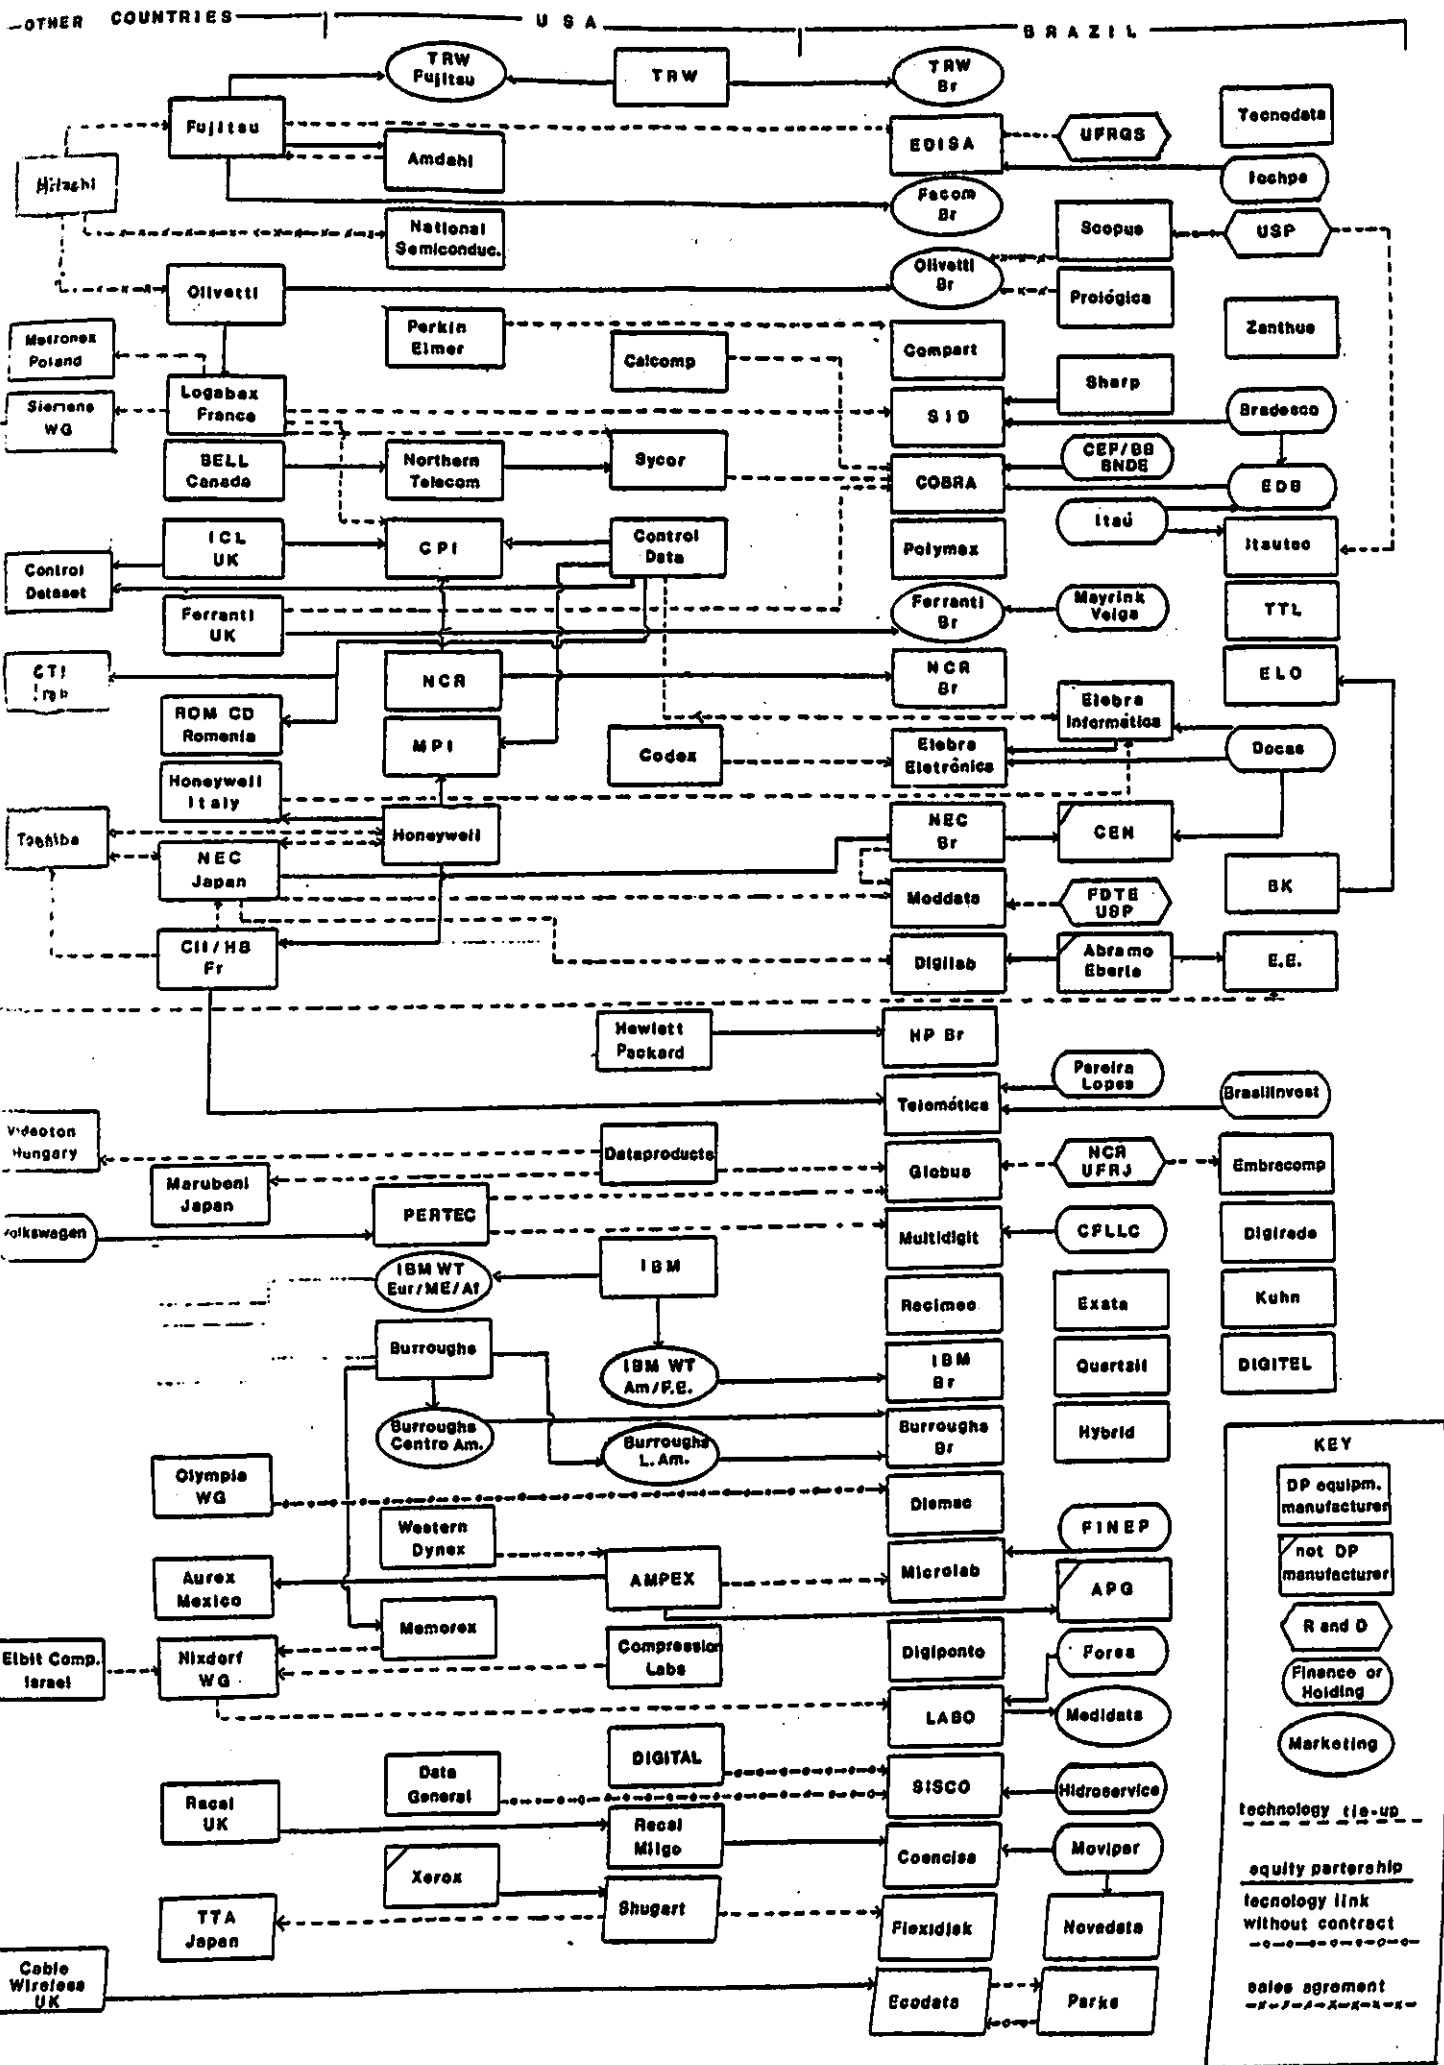 OTHER COUNTRIES
USA
BRAZIL
TRW
Fujitsu
TRW
TRW
Br
Fujitsu
Amdahl
EDISA
UFRGS
Tecnodata
Hitachi
Iochpe
Facom
Br
National
Semiconduc.
Scopus
USP
Olivetti
Olivetti
Br
Prológica
Metronex
Poland
Perkin
Elmer
Calcomp
Compart
Zanthus
Siemens
WG
Logabax
France
SID
Sharp
Bradesco
BELL
Canada
Northern
Telecom
Sycor
COBRA
CEF/BB
BNDE
EDB
Itaú
ICL
UK
CPI
Control
Data
Polymax
Itautec
Control
Dataset
Ferranti
UK
Ferranti
Br
Mayrink
Veiga
TTL
CTI
NCR
NCR
Br
ELO
ROM CD
Romenia
MPI
Codex
Elebra
Eletrônica
Elebra
Informática
Docas
Honeywell
Italy
Toshiba
Honeywell
NEC
Br
CEN
NEC
Japan
Moddata
FDTE
USP
BK
CII/HB
Fr
Digilab
Abramo
Eberle
E.E.
Hewlett
Packard
HP Br
Telemática
Pereira
Lopes
Brasilinvest
Videoton
Hungary
Dataproducts
Globus
NCR
UFRJ
Embracomp
Maruboni
Japan
PERTEC
Volkswagen
Multidigit
CPLLC
Digirede
IBM WT
Eur/ME/Af
IBM
Racimec
Exata
Kuhn
Burroughs
IBM WT
Am/F.E.
IBM
Br
Quartzil
DIGITEL
Burroughs
Centro Am.
Burroughs
L. Am.
Burroughs
Br
Hybrid
Olympia
WG
Dismac
Western
Dynex
FINEP
Aurex
Mexico
AMPEX
Microlab
APG
Memorex
Elbit Comp.
Israel
Nixdorf
WG
Compression
Labs
Digiponto
Forsa
LABO
Medidata
DIGITAL
Data
General
SISCO
Hidroservice
Racal
UK
Racal
Milgo
Coencisa
Moviper
Xerox
Shugart
TTA
Japan
Flexidisk
Novadata
Cable
Wireless
UK
Ecodata
Parks
KEY
DP equipm.
manufacturer
not DP
manufacturer
R and D
Finance or
Holding
Marketing
technology tie-up
equity partership
tecnology link
without contract
sales agrement